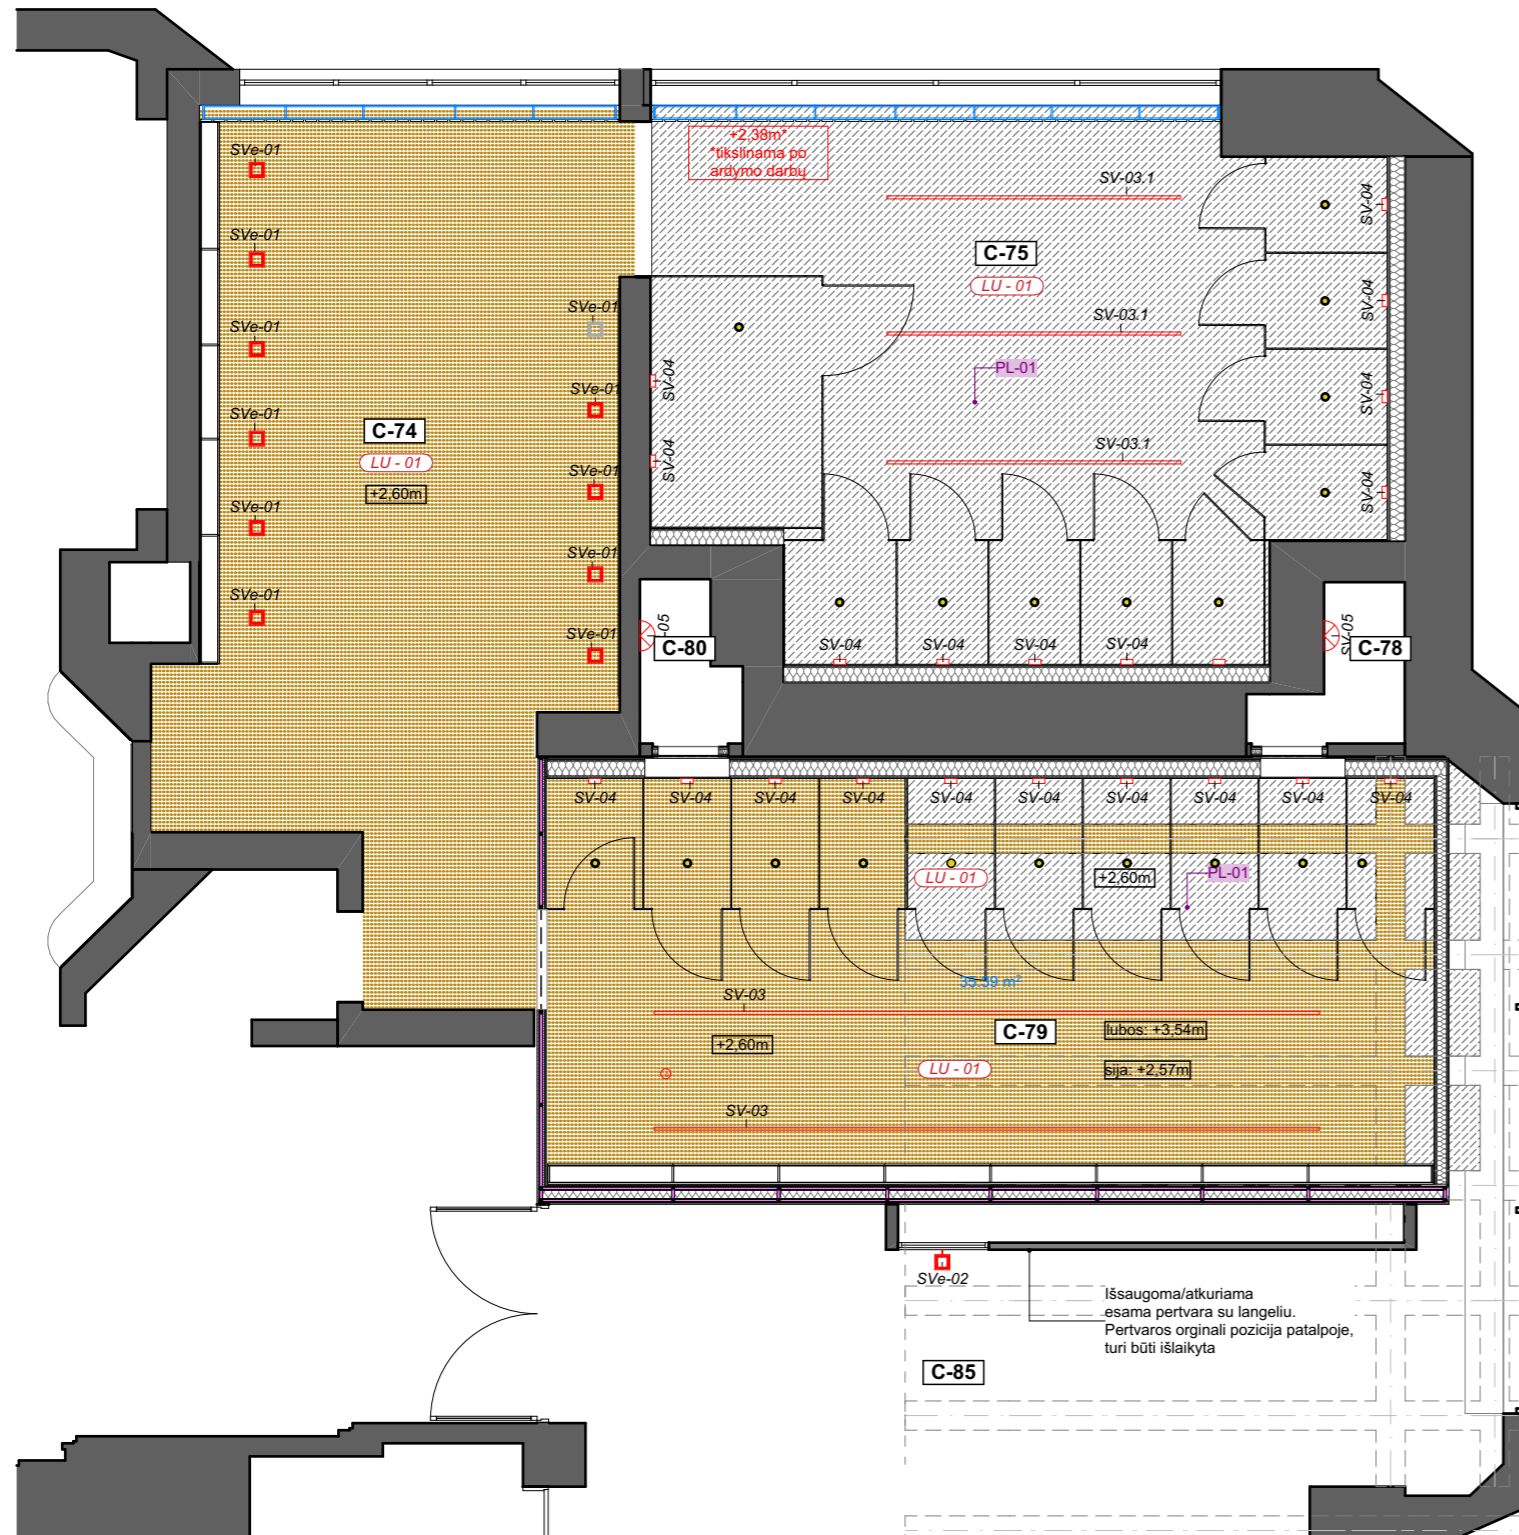 SVe-01
+2,38m*
*tikslinama po
ardymo darbų
SV-03.1
SV-04
SVe-01
C-75
LU - 01
SV-04
SVe-01
SVe-01
SV-03.1
PL-01
SV-04
SV-04
SVe-01
SVe-01
C-74
SV-03.1
LU - 01
SV-04
+2,60m
SVe-01
SV-04
SVe-01
SVe-01
SVe-01
SVe-01
C-80
SV-05
C-78
SV-04
SV-04
SV-04
SV-04
-05
SV-04
SV-04
SV-04
SV-04
SV-04
SV-04
SV-04
SV-04
SV-04
SV-04
LU - 01
+2,60m
PL-01
35.39 m²
SV-03
C-79
lubos: +3,54m
+2,60m
LU - 01
sija: +2,57m
SV-03
SVe-02
Išsaugoma/atkuriama
esama pertvara su langeliu.
Pertvaros orginali pozicija patalpoje,
turi būti išlaikyta
C-85